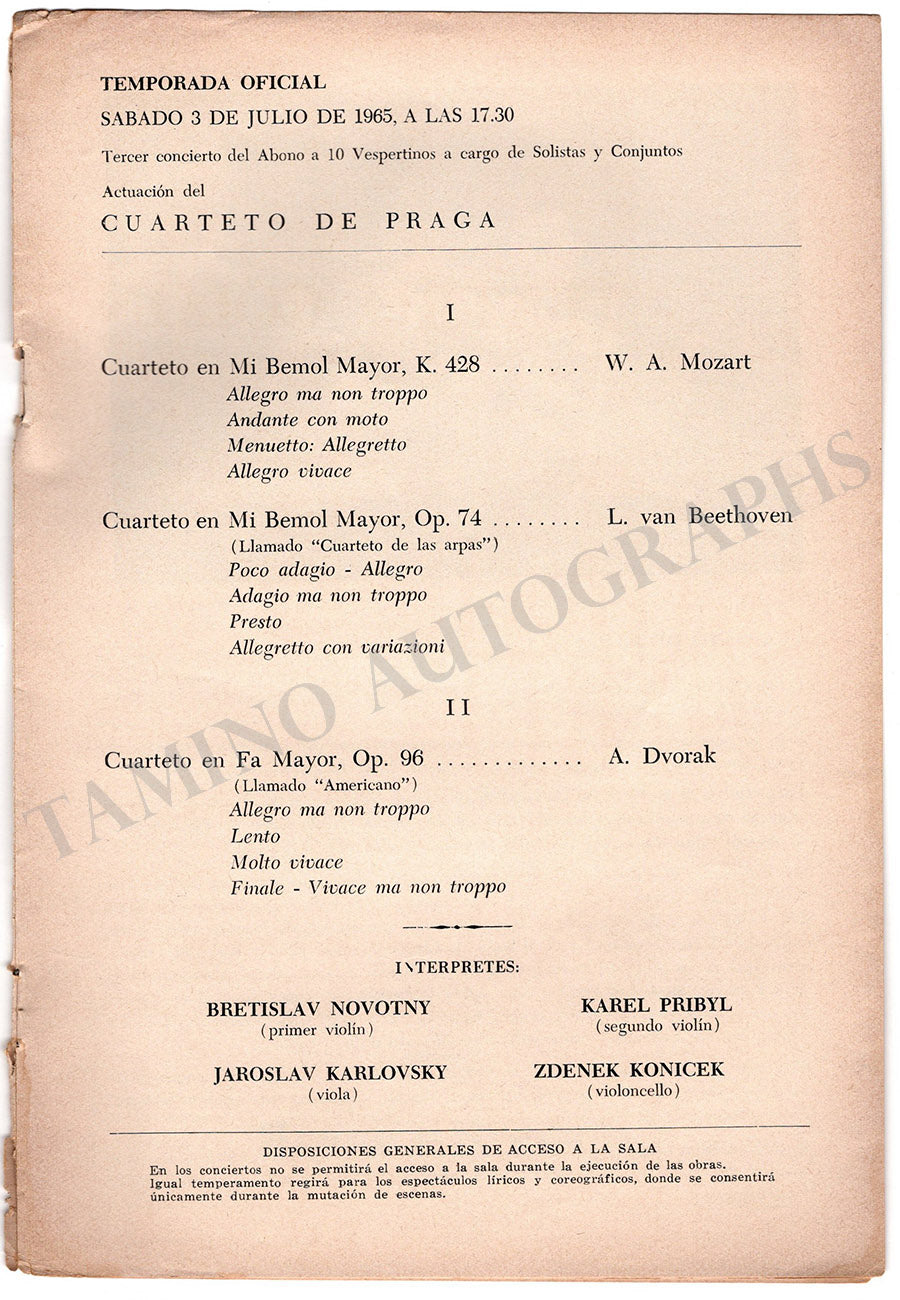 TEMPORADA OFICIAL
SABADO 3 DE JULIO DE 1965, A LAS 17.30
Tercer concierto del Abono a 10 Vespertinos a cargo de Solistas y Conjuntos
Actuación del
CUARTETO DE PRAGA
I
Cuarteto en Mi Bemol Mayor, K. 428 ........ W. A. Mozart
Allegro ma non troppo
Andante con moto
Menuetto: Allegretto
Allegro vivace
Cuarteto en Mi Bemol Mayor, Op. 74 ........ L. van Beethoven
(Llamado "Cuarteto de las arpas")
Poco adagio - Allegro
Adagio ma non troppo
Presto
Allegretto con variazioni
II
Cuarteto en Fa Mayor, Op. 96 ............. A. Dvorak
(Llamado "Americano")
Allegro ma non troppo
Lento
Molto vivace
Finale - Vivace ma non troppo
INTERPRETES:
BRETISLAV NOVOTNY KAREL PRIBYL
(primer violín) (segundo violín)
JAROSLAV KARLOVSKY ZDENEK KONICEK
(viola) (violoncello)
DISPOSICIONES GENERALES DE ACCESO A LA SALA
En los conciertos no se permitirá el acceso a la sala durante la ejecución de las obras.
Igual temperamento regirá para los espectáculos líricos y coreográficos, donde se consentirá
únicamente durante la mutación de escenas.
TAMINO AUTOGRAPHS